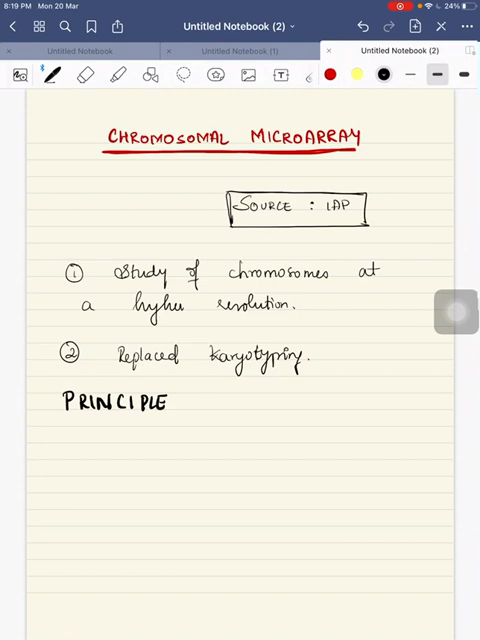 8:19 PM Mon 20 Mar
24%
Untitled Notebook (2)
Untitled Notebook
Untitled Notebook (1)
Untitled Notebook (2)
CHROMOSOMAL MICROARRAY
SOURCE : IAP
① Study of chromosomes at
a higher resolution.
② Replaced karyotyping.
PRINCIPLE